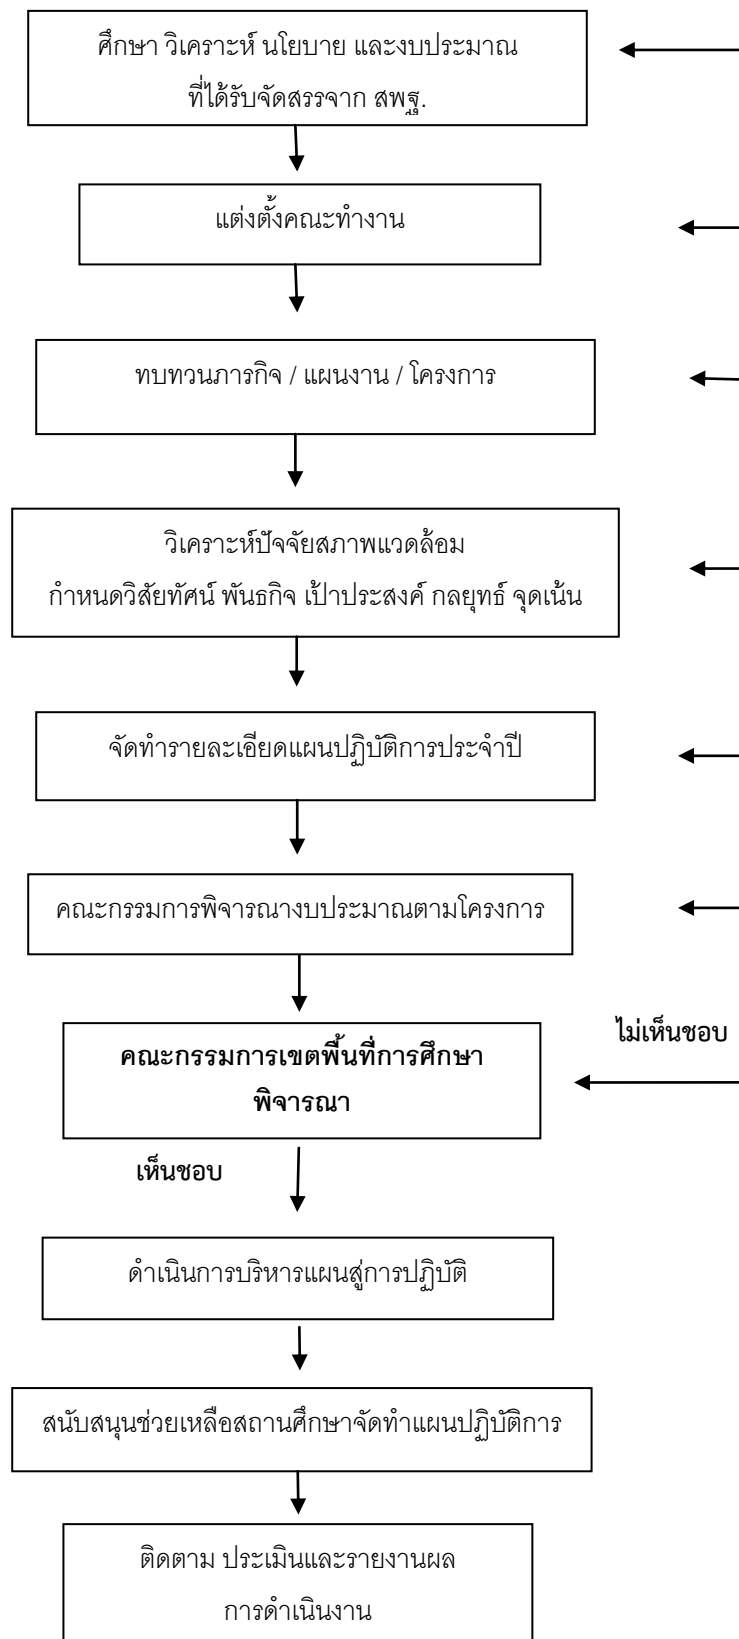 ศึกษา วิเคราะห์ นโยบาย และงบประมาณ
ที่ได้รับจัดสรรจาก สพฐ.
แต่งตั้งคณะทำงาน
ทบทวนภารกิจ / แผนงาน / โครงการ
วิเคราะห์ปัจจัยสภาพแวดล้อม
กำหนดวิสัยทัศน์ พันธกิจ เป้าประสงค์ กลยุทธ์ จุดเน้น
จัดทำรายละเอียดแผนปฏิบัติการประจำปี
คณะกรรมการพิจารณางบประมาณตามโครงการ
ไม่เห็นชอบ
คณะกรรมการเขตพื้นที่การศึกษา
พิจารณา
เห็นชอบ
ดำเนินการบริหารแผนสู่การปฏิบัติ
สนับสนุนช่วยเหลือสถานศึกษาจัดทำแผนปฏิบัติการ
ติดตาม ประเมินและรายงานผล
การดำเนินงาน